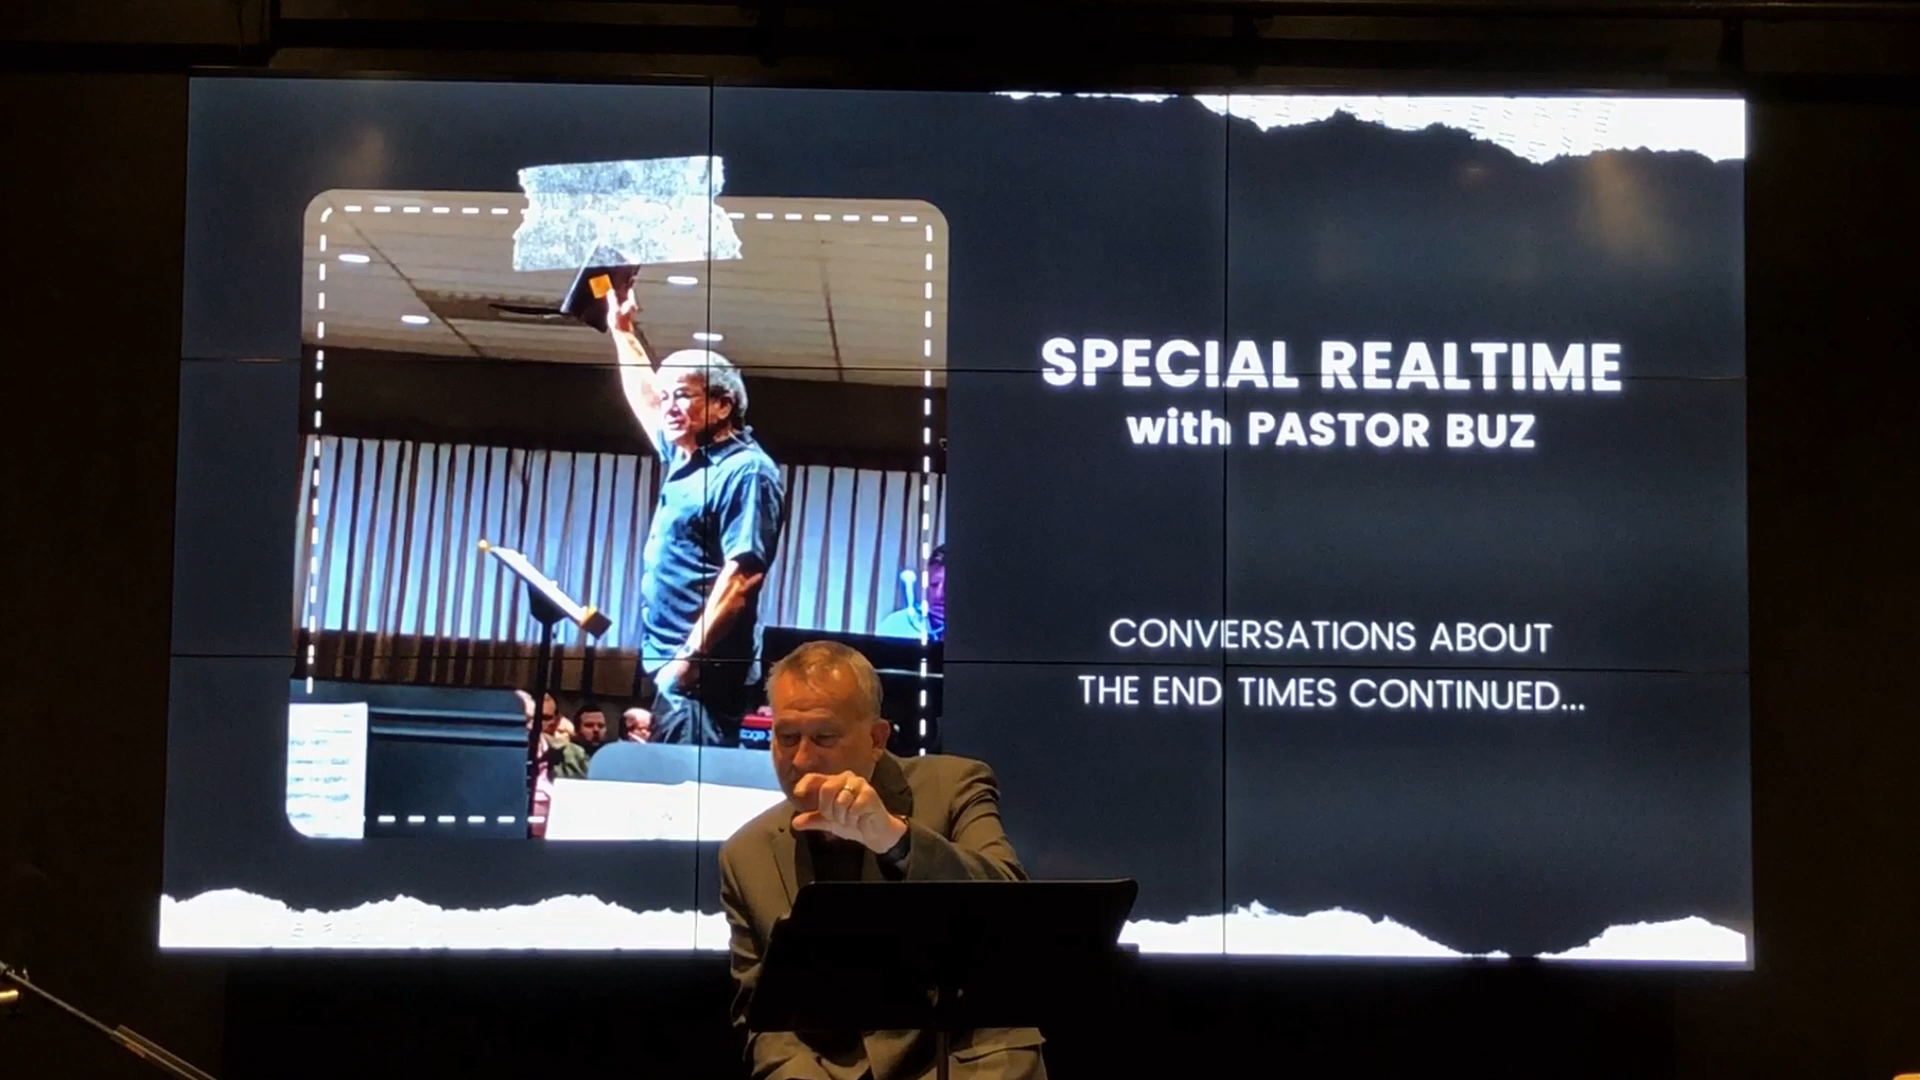 SPECIAL REALTIME
with PASTOR BUZ
CONVERSATIONS ABOUT
THE END TIMES CONTINUED...